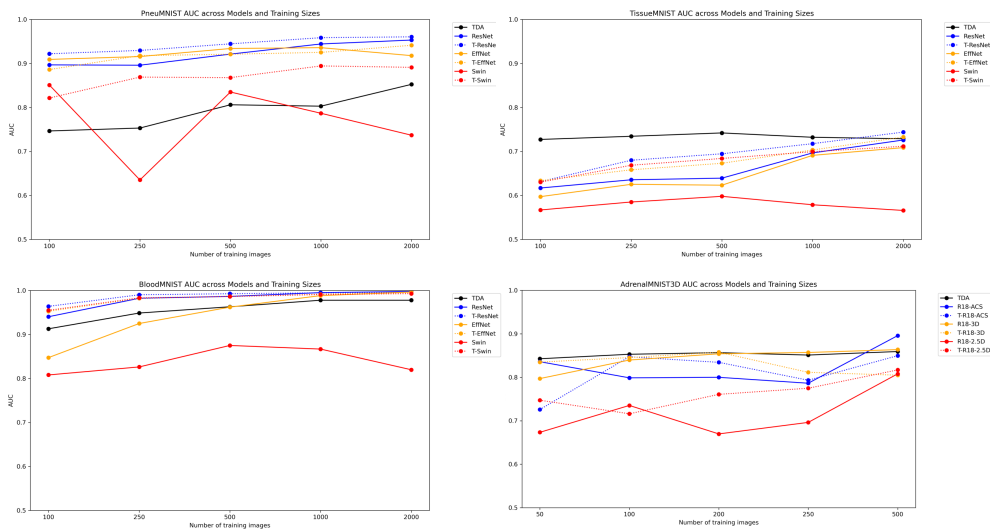 PneuMNIST AUC across Models and Training Sizes
1.0
0.9
0.8
0.7
0.6
0.5
AUC
100
250
500
1000
2000
Number of training images
TDA
ResNet
T-ResNet
EffNet
T-EffNet
Swin
T-Swin
TissueMNIST AUC across Models and Training Sizes
1.0
0.9
0.8
0.7
0.6
0.5
AUC
100
250
500
1000
2000
Number of training images
TDA
ResNet
T-ResNet
EffNet
T-EffNet
Swin
T-Swin
BloodMNIST AUC across Models and Training Sizes
1.0
0.9
0.8
0.7
0.6
0.5
AUC
100
250
500
1000
2000
Number of training images
TDA
ResNet
T-ResNet
EffNet
T-EffNet
Swin
T-Swin
AdrenalMNIST3D AUC across Models and Training Sizes
1.0
0.9
0.8
0.7
0.6
0.5
AUC
50
100
200
250
500
Number of training images
TDA
R18-ACS
T-R18-ACS
R18-3D
T-R18-3D
R18-2.5D
T-R18-2.5D